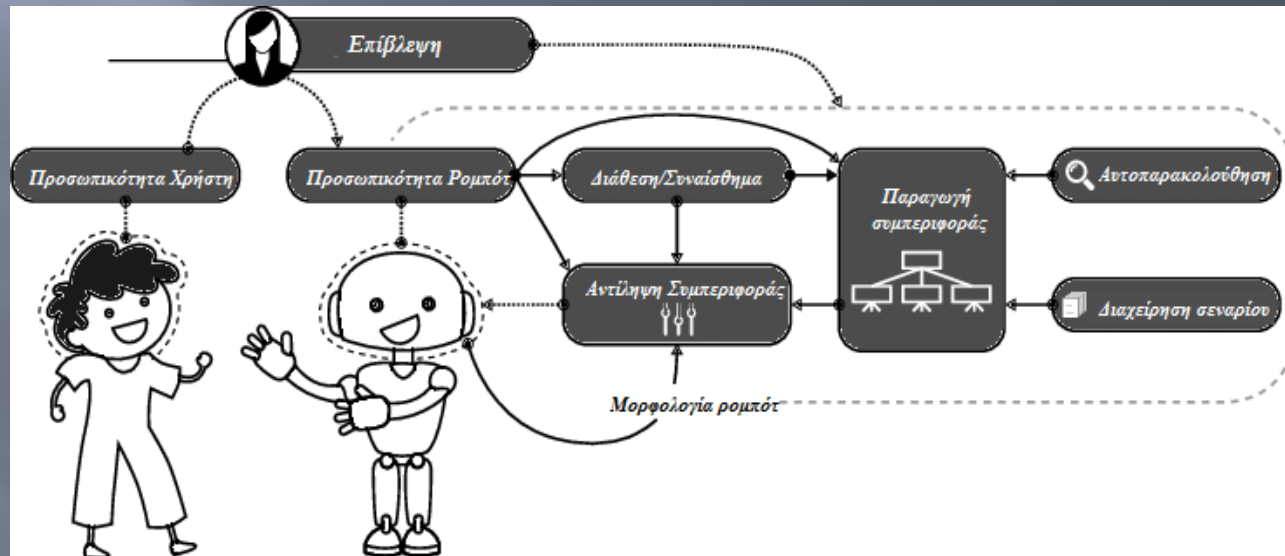 Επίβλεψη
Προσωπικότητα Χρήστη
Προσωπικότητα Ρομπότ
Διάθεση/Συναίσθημα
Παραγωγή
συμπεριφοράς
Αυτοπαρακολούθηση
Αντίληψη Συμπεριφοράς
Διαχείρηση σεναρίου
Μορφολογία ρομπότ